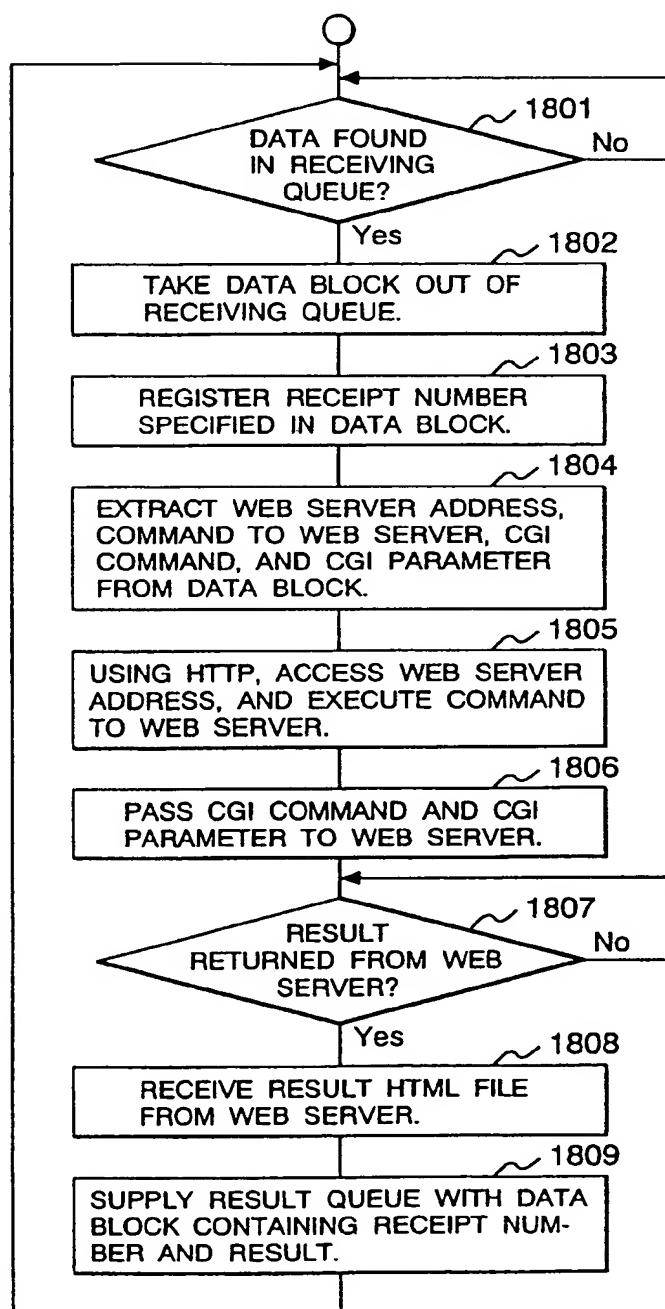 1801
DATA FOUND
IN RECEIVING
QUEUE?
No
Yes
1802
TAKE DATA BLOCK OUT OF
RECEIVING QUEUE.
1803
REGISTER RECEIPT NUMBER
SPECIFIED IN DATA BLOCK.
1804
EXTRACT WEB SERVER ADDRESS,
COMMAND TO WEB SERVER, CGI
COMMAND, AND CGI PARAMETER
FROM DATA BLOCK.
1805
USING HTTP, ACCESS WEB SERVER
ADDRESS, AND EXECUTE COMMAND
TO WEB SERVER.
1806
PASS CGI COMMAND AND CGI
PARAMETER TO WEB SERVER.
1807
RESULT
RETURNED FROM WEB
SERVER?
No
Yes
1808
RECEIVE RESULT HTML FILE
FROM WEB SERVER.
1809
SUPPLY RESULT QUEUE WITH DATA
BLOCK CONTAINING RECEIPT NUM-
BER AND RESULT.